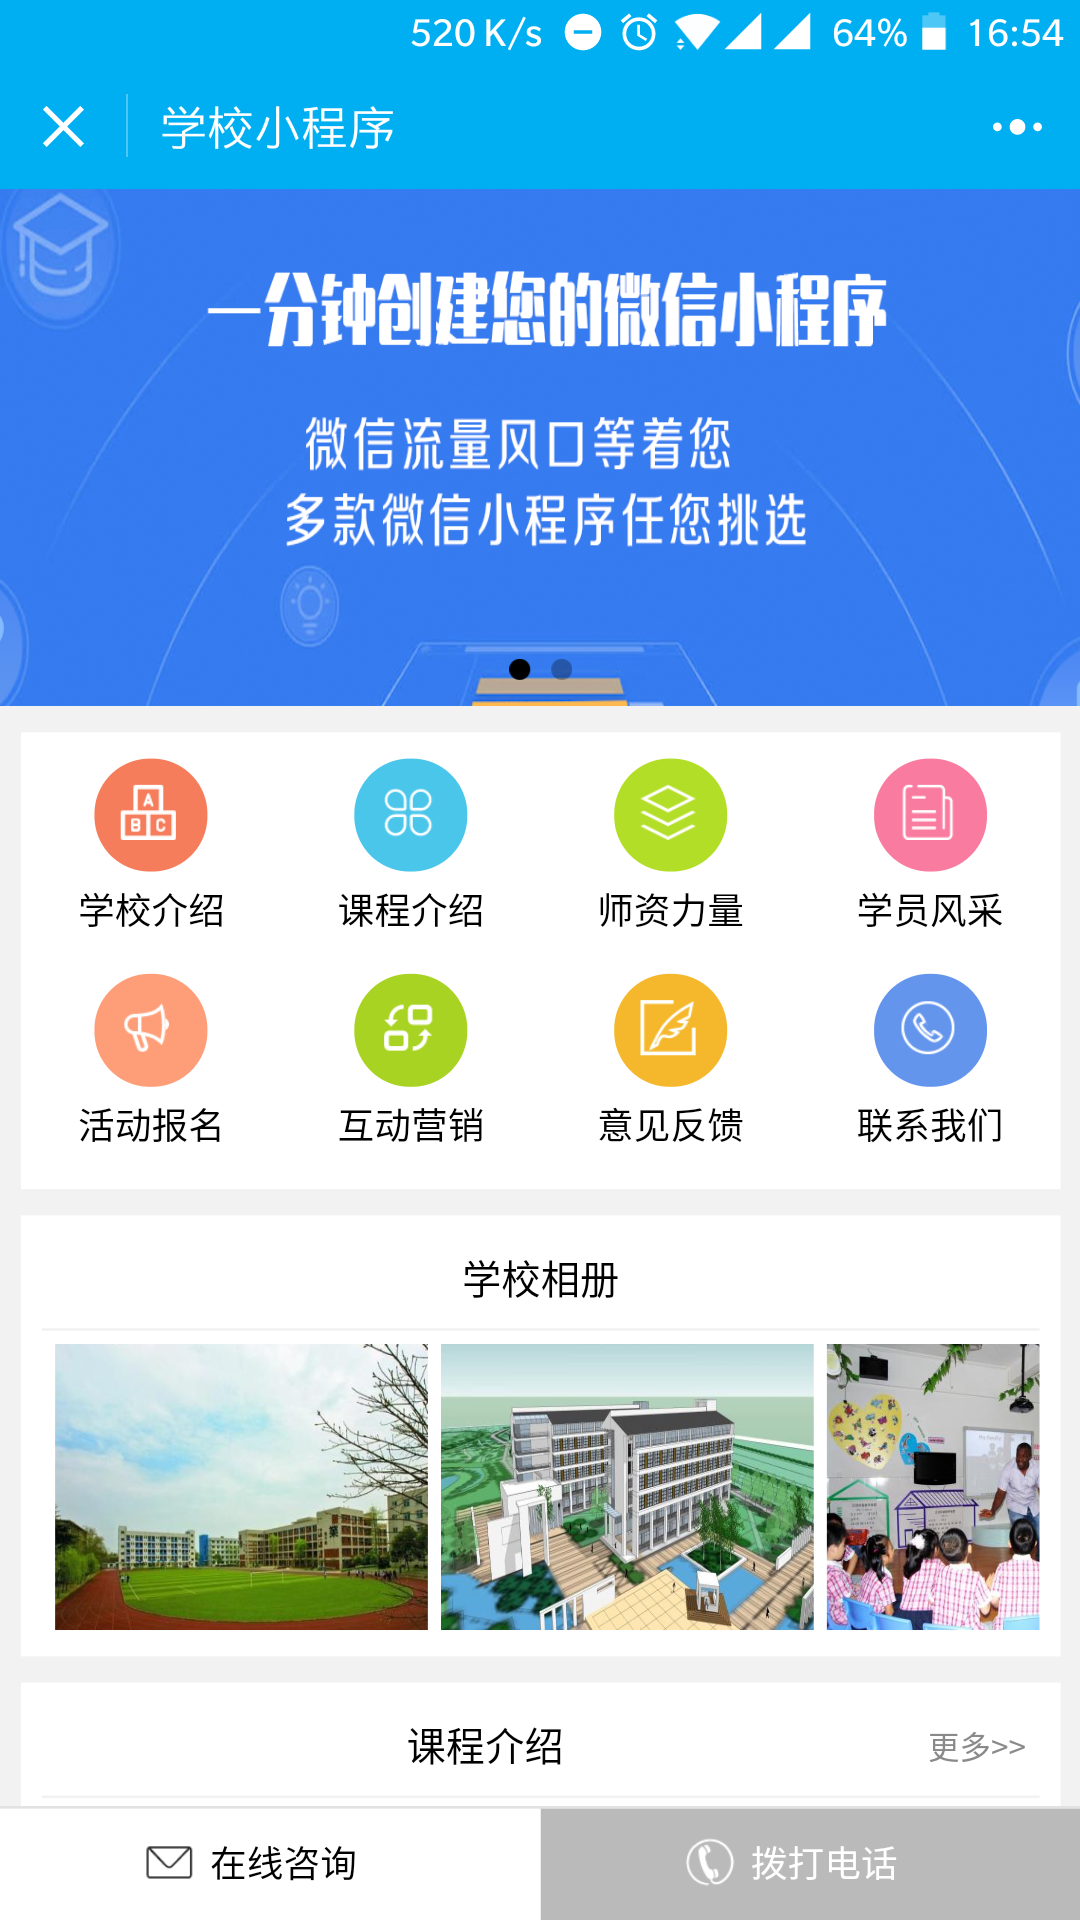 520 K/s 64% 16:54
学校小程序
一分钟创建您的微信小程序
微信流量风口等着您
多款微信小程序任您挑选
A
B C
学校介绍 课程介绍 师资力量 学员风采
活动报名 互动营销 意见反馈 联系我们
学校相册
课程介绍 更多>>
在线咨询 拨打电话